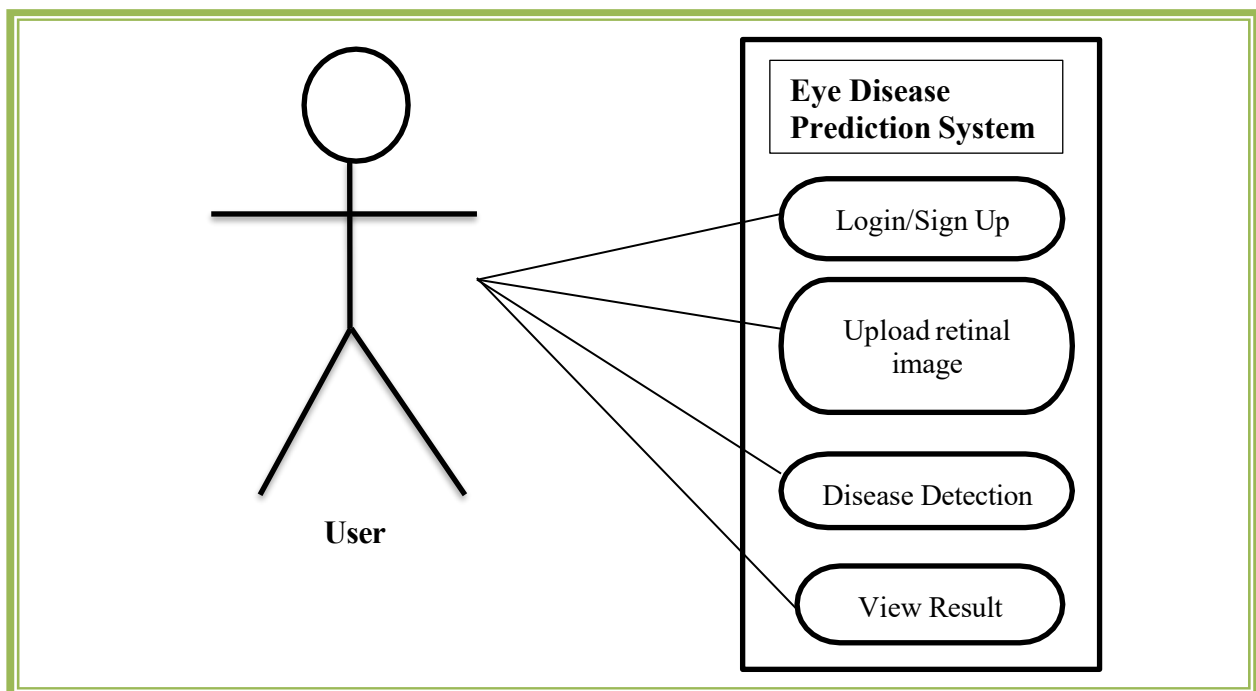 Eye Disease
Prediction System
Login/Sign Up
Upload retinal
image
Disease Detection
View Result
User